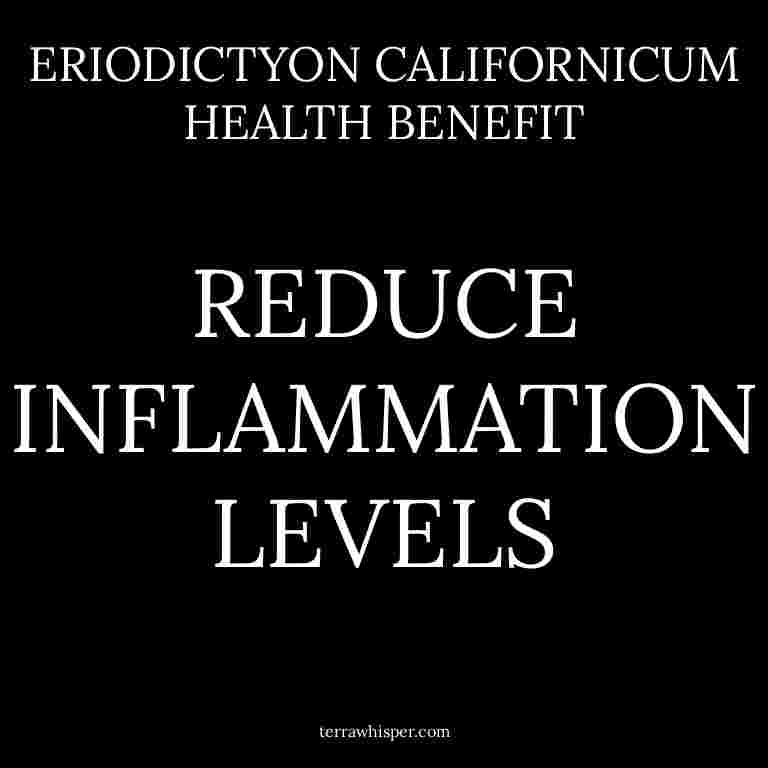 ERIODICTYON CALIFORNICUM
HEALTH BENEFIT
REDUCE
INFLAMMATION
LEVELS
terrawhisper.com